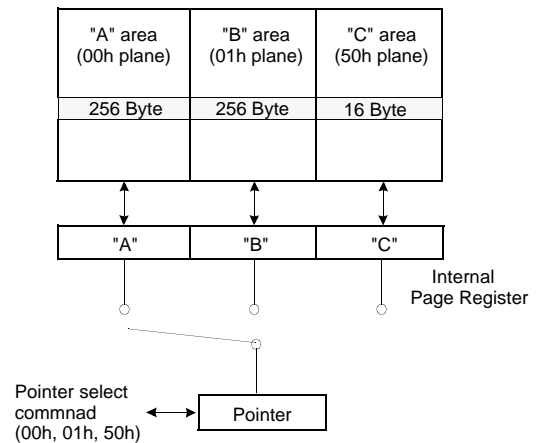 "A" area "B" area "C" area
(00h plane) (01h plane) (50h plane)
256 Byte 256 Byte 16 Byte
"A" "B" "C"
Internal
Page Register
Pointer select
commnad
(00h, 01h, 50h)
Pointer